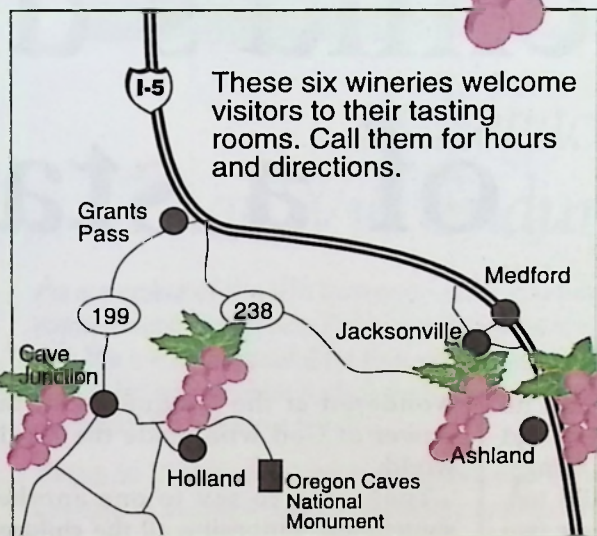 I-5
These six wineries welcome
visitors to their tasting
rooms. Call them for hours
and directions.
Grants
Pass
Medford
199
238
Jacksonville
Cave
Junction
Ashland
Holland
Oregon Caves
National
Monument